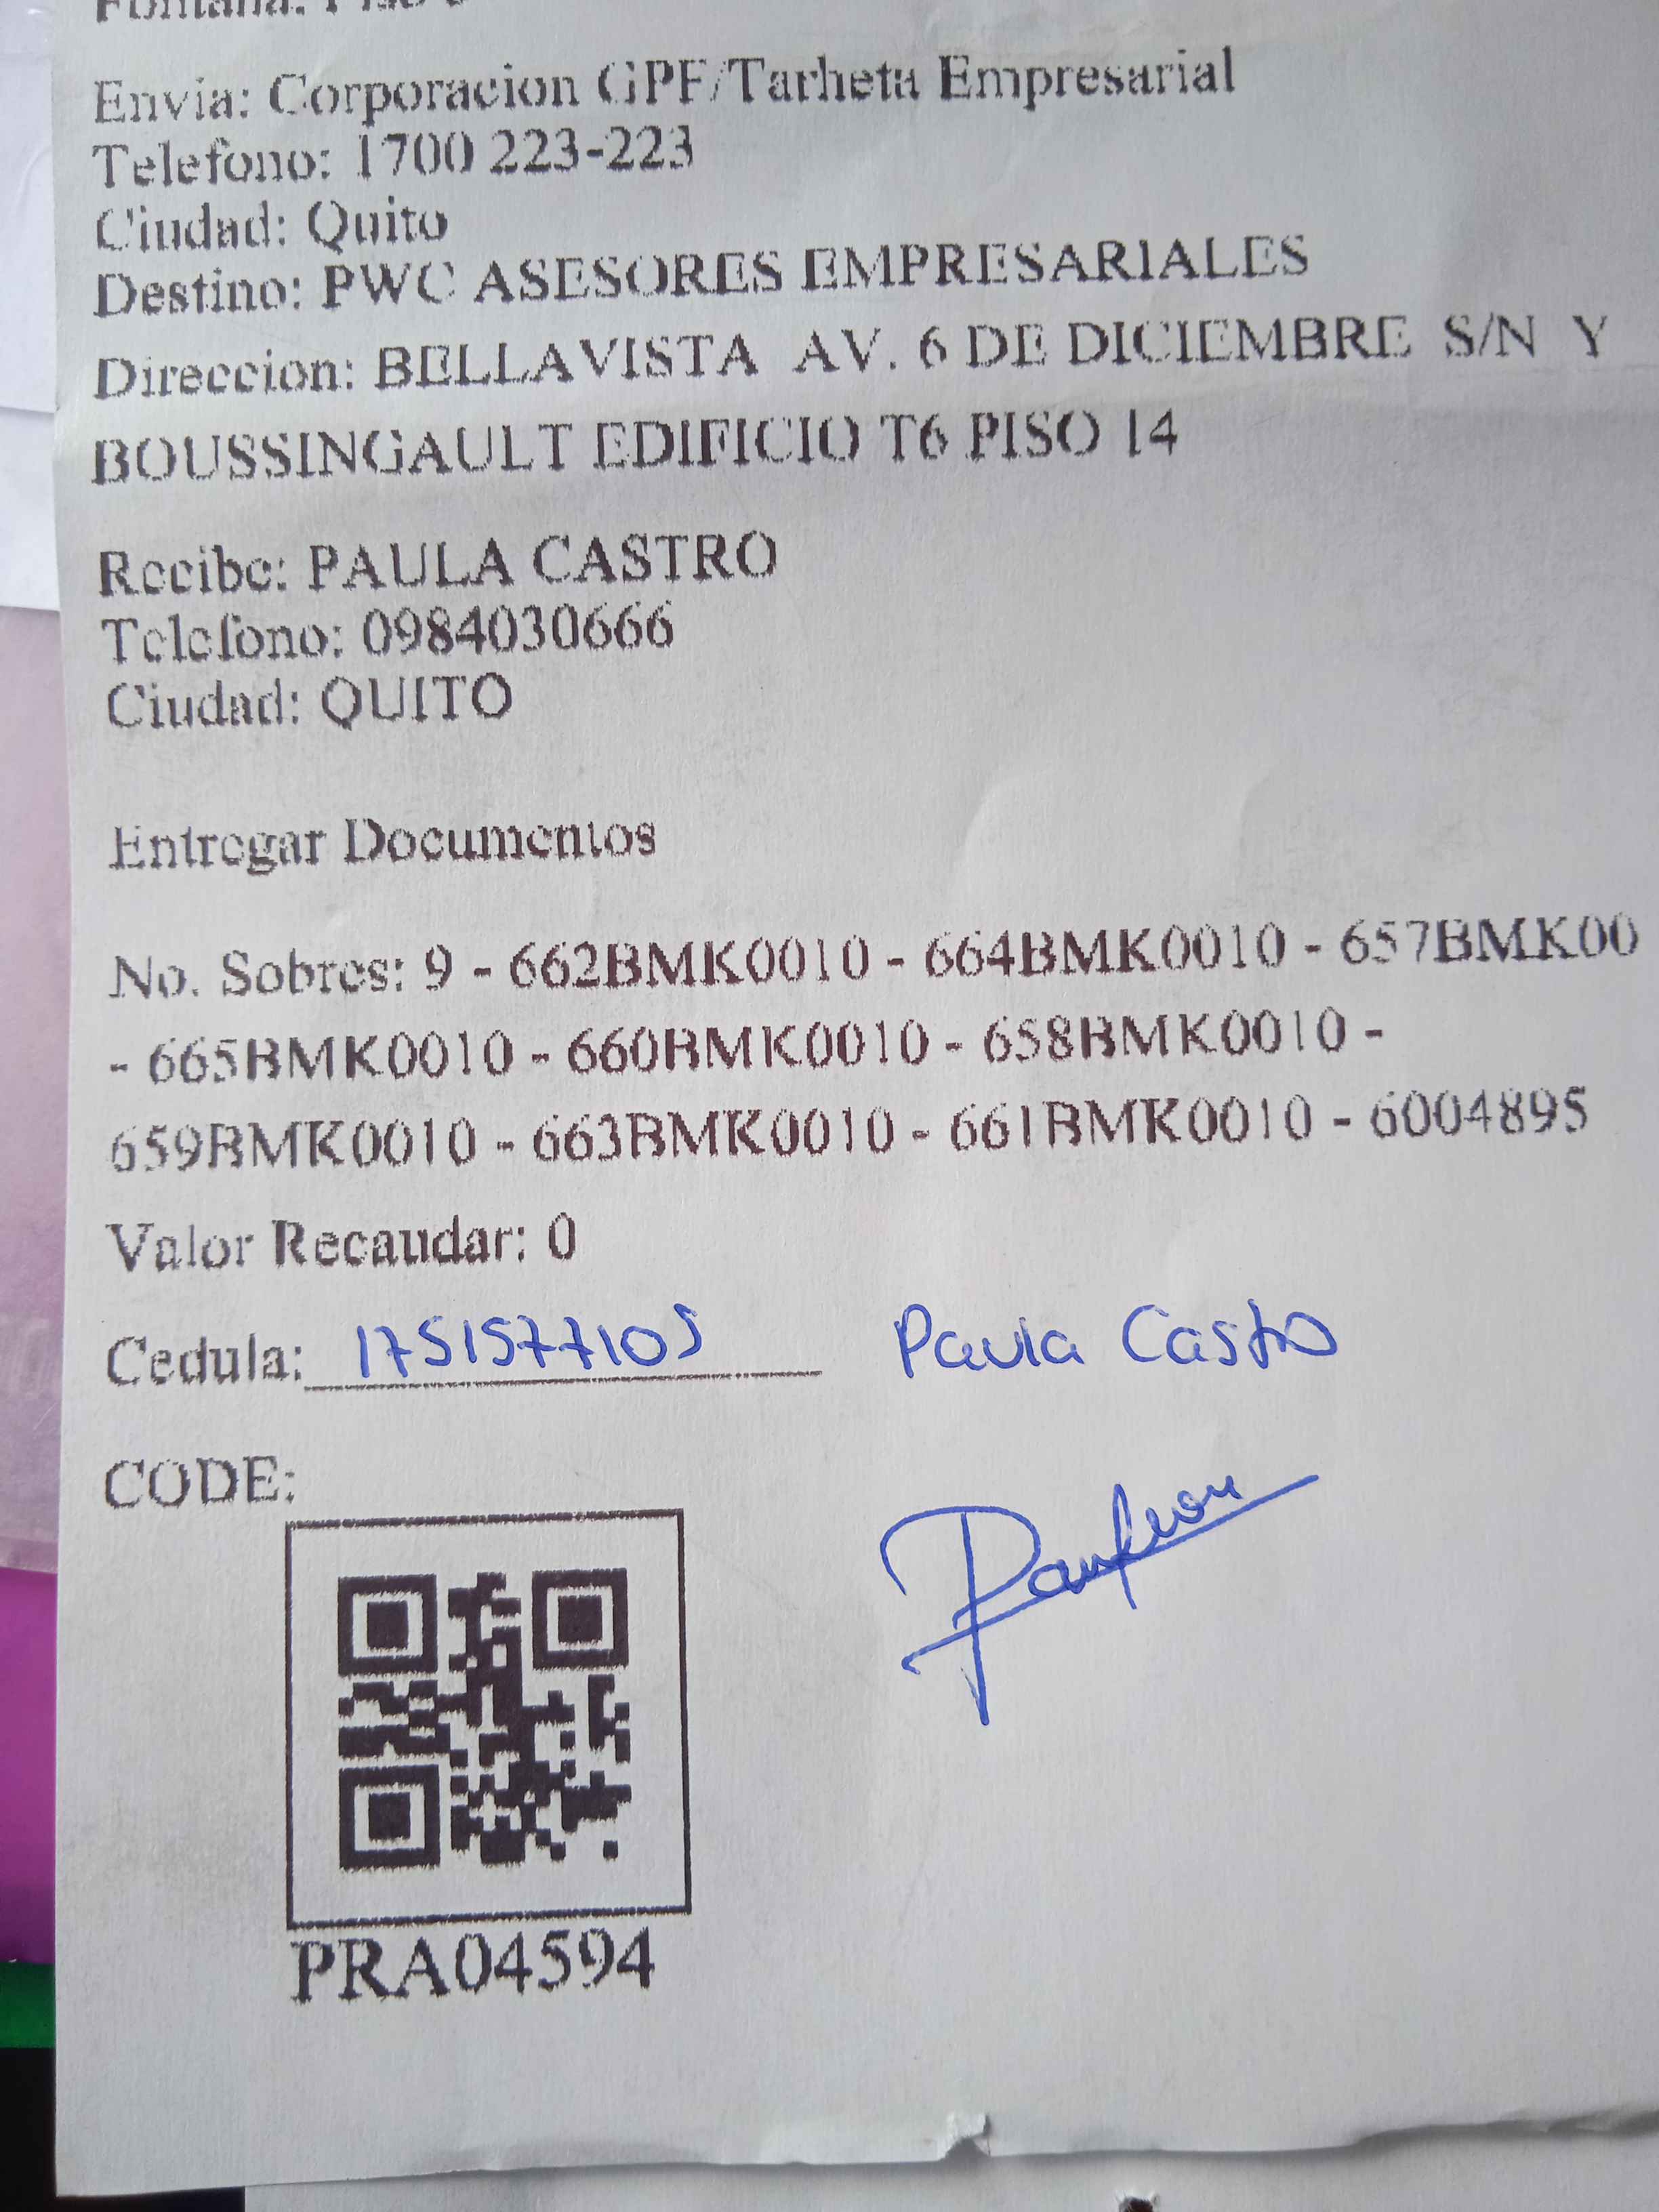 Envia: Corporacion GPF/Tarheta Empresarial
Telefono: 1700 223-223
Ciudad: Quito
Destino: PWC ASESORES EMPRESARIALES
Direccion: BELLAVISTA AV. 6 DE DICIEMBRE S/N Y
BOUSSINGAULT EDIFICIO T6 PISO 14
Recibe: PAULA CASTRO
Telefono: 0984030666
Ciudad: QUITO
Entregar Documentos
No. Sobres: 9 - 662BMK0010 - 664BMK0010 - 657BMK00
- 665BMK0010 - 660BMK0010 - 658BMK0010 -
659BMK0010 - 663BMK0010 - 661BMK0010 - 6004895
Valor Recaudar: 0
Cedula: 1751577105 Paula Castro
CODE:
PRA04594